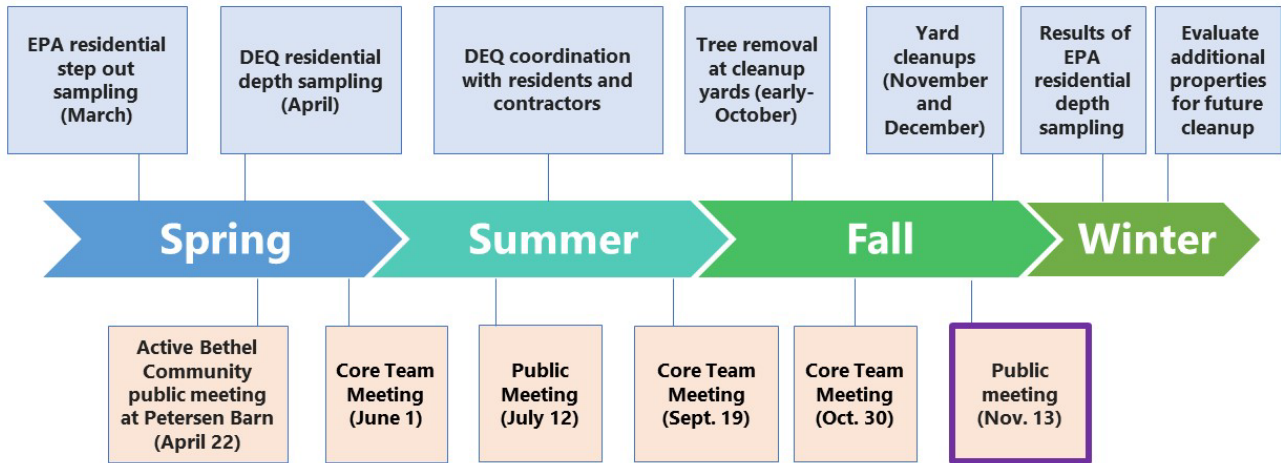 EPA residential
step out
sampling
(March)
DEQ residential
depth sampling
(April)
DEQ coordination
with residents and
contractors
Tree removal
at cleanup
yards (early-
October)
Yard
cleanups
(November
and
December)
Results of
EPA
residential
depth
sampling
Evaluate
additional
properties
for future
cleanup
Spring
Summer
Fall
Winter
Active Bethel
Community
public meeting
at Petersen Barn
(April 22)
Core Team
Meeting
(June 1)
Public
Meeting
(July 12)
Core Team
Meeting
(Sept. 19)
Core Team
Meeting
(Oct. 30)
Public
meeting
(Nov. 13)